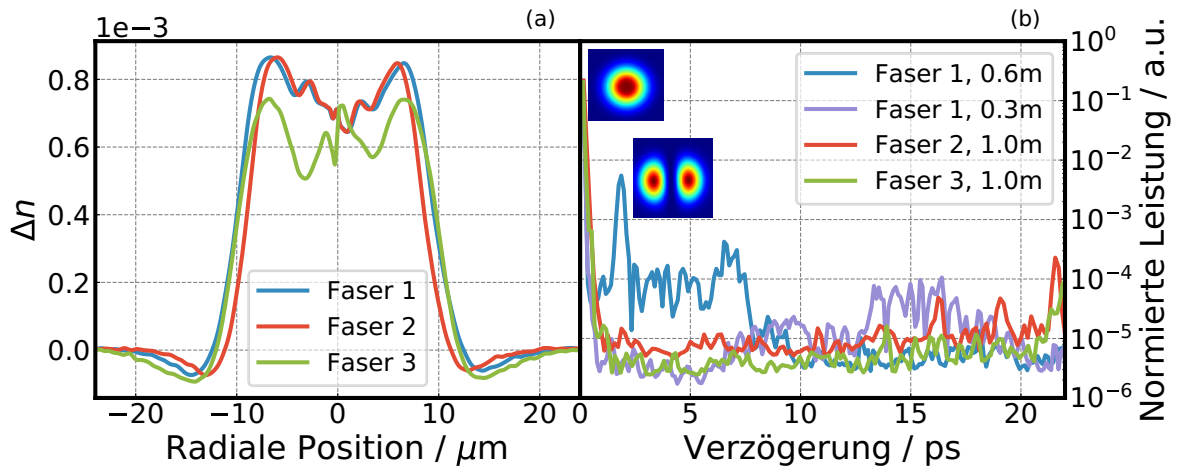 (a)
1e−3
Δn
0.8
0.6
0.4
0.2
0.0
Faser 1
Faser 2
Faser 3
−20 −10 0 10 20
Radiale Position / μm
(b)
Faser 1, 0.6m
Faser 1, 0.3m
Faser 2, 1.0m
Faser 3, 1.0m
10⁰
10⁻¹
10⁻²
10⁻³
10⁻⁴
10⁻⁵
10⁻⁶
Normierte Leistung / a.u.
0 5 10 15 20
Verzögerung / ps